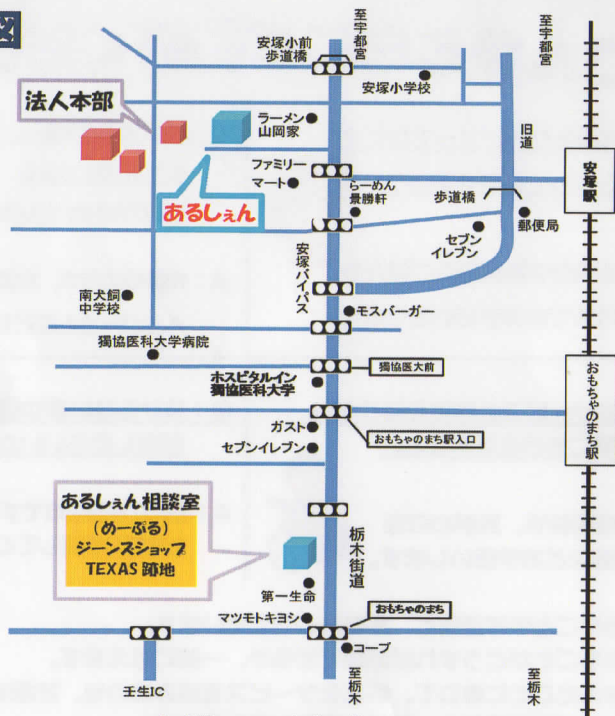 図
至宇都宮
至宇都宮
安塚小前
歩道橋
安塚小学校
法人本部
ラーメン
山岡家
旧道
ファミリー
マート
安塚駅
あるしぇん
らーめん
景勝軒
歩道橋
郵便局
セブン
イレブン
安塚バイパス
南犬飼
中学校
モスバーガー
獨協医科大学病院
獨協医大前
ホスピタルイン
獨協医科大学
おもちゃのまち駅
ガスト
おもちゃのまち駅入口
セブンイレブン
あるしぇん相談室
(めーぷる)
ジーンズショップ
TEXAS 跡地
栃木街道
第一生命
マツモトキヨシ
おもちゃのまち
コープ
壬生IC
至栃木
至栃木